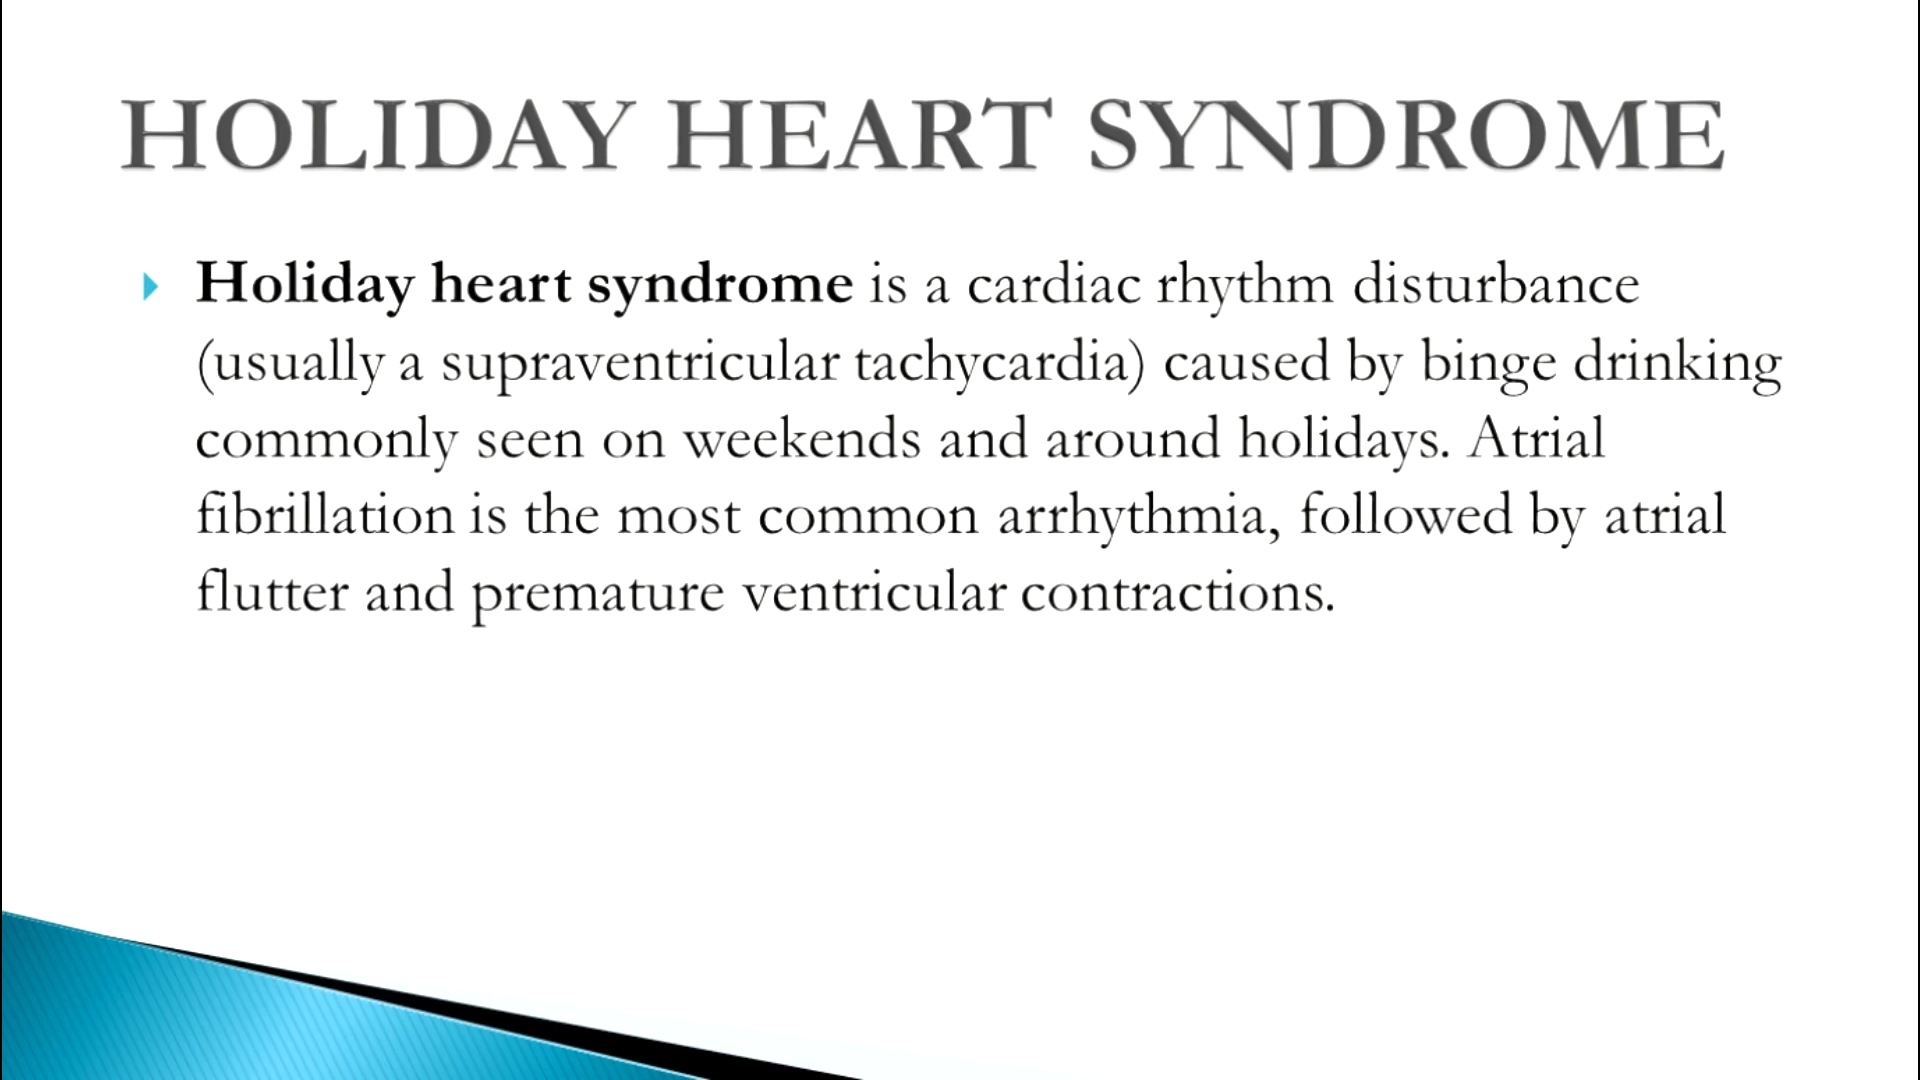 HOLIDAY HEART SYNDROME
Holiday heart syndrome is a cardiac rhythm disturbance
(usually a supraventricular tachycardia) caused by binge drinking
commonly seen on weekends and around holidays. Atrial
fibrillation is the most common arrhythmia, followed by atrial
flutter and premature ventricular contractions.